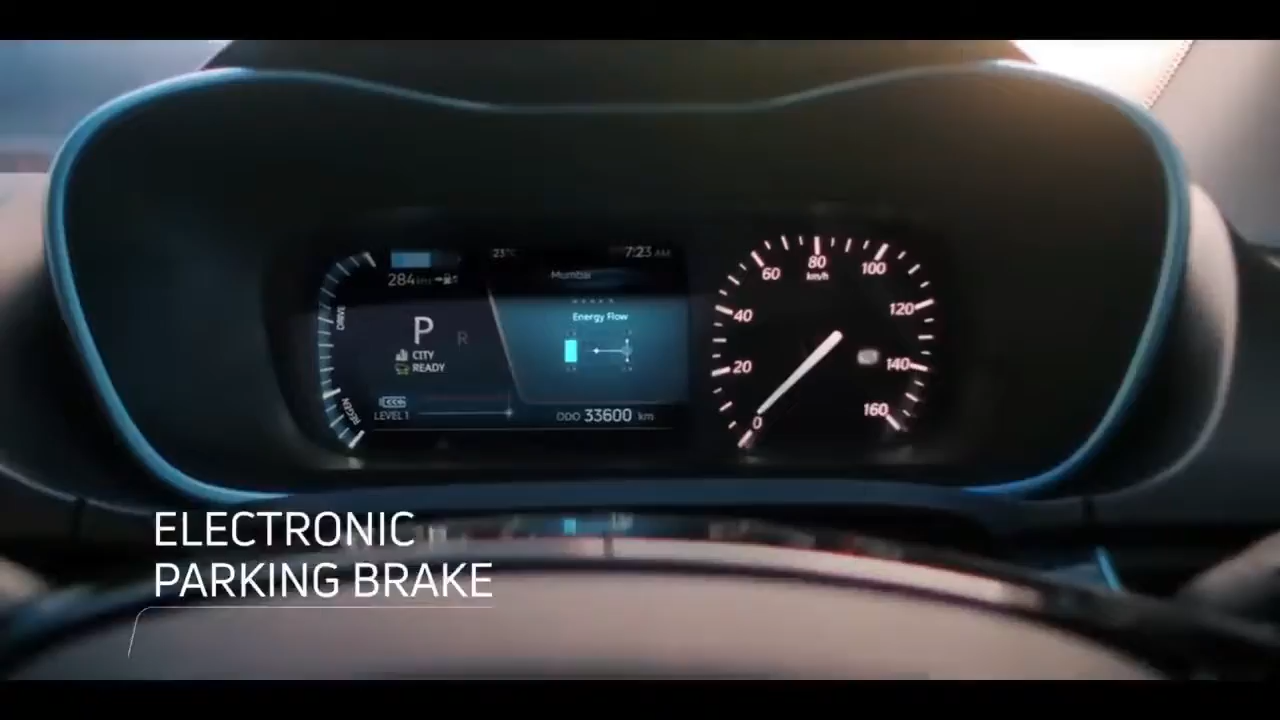 23°C 7:23 AM
284 km
Mumbai
DRIVE
P R
Energy Flow
CITY
READY
REGEN
LEVEL 1
ODO 33600 km
0 20 40 60 80 100 120 140 160
km/h
ELECTRONIC
PARKING BRAKE